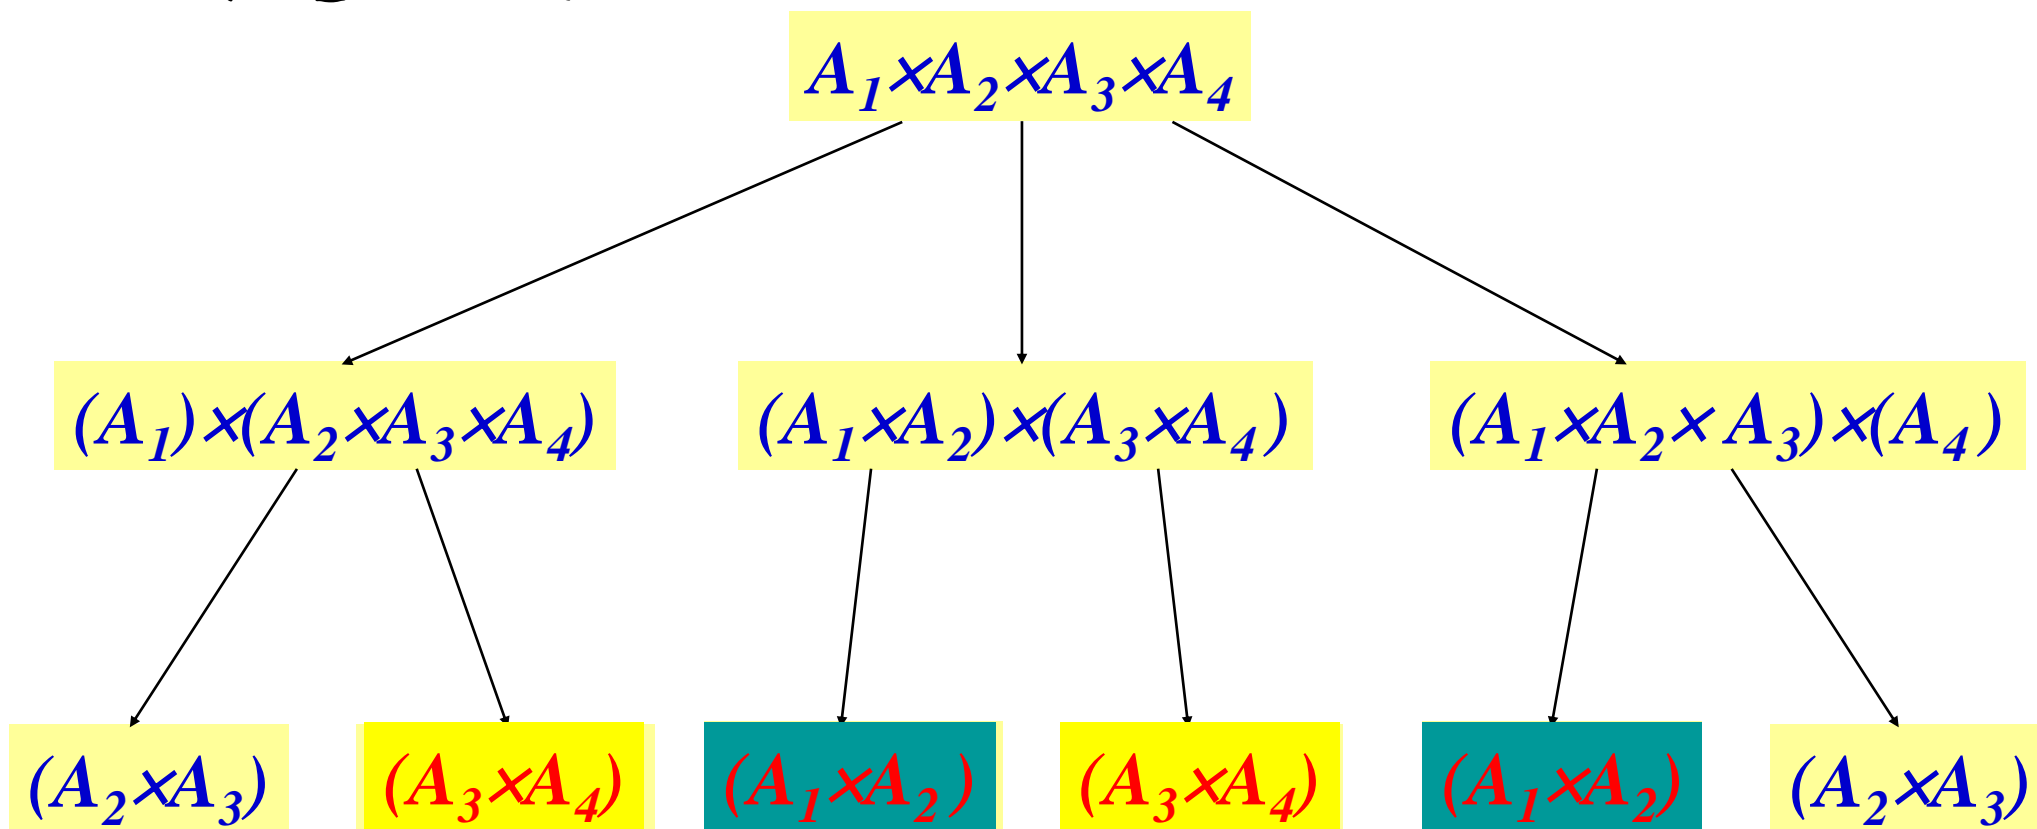 A₁×A₂×A₃×A₄
(A₁)×(A₂×A₃×A₄) (A₁×A₂)×(A₃×A₄) (A₁×A₂× A₃)×(A₄)
(A₂×A₃) (A₃×A₄) (A₁×A₂) (A₃×A₄) (A₁×A₂) (A₂×A₃)